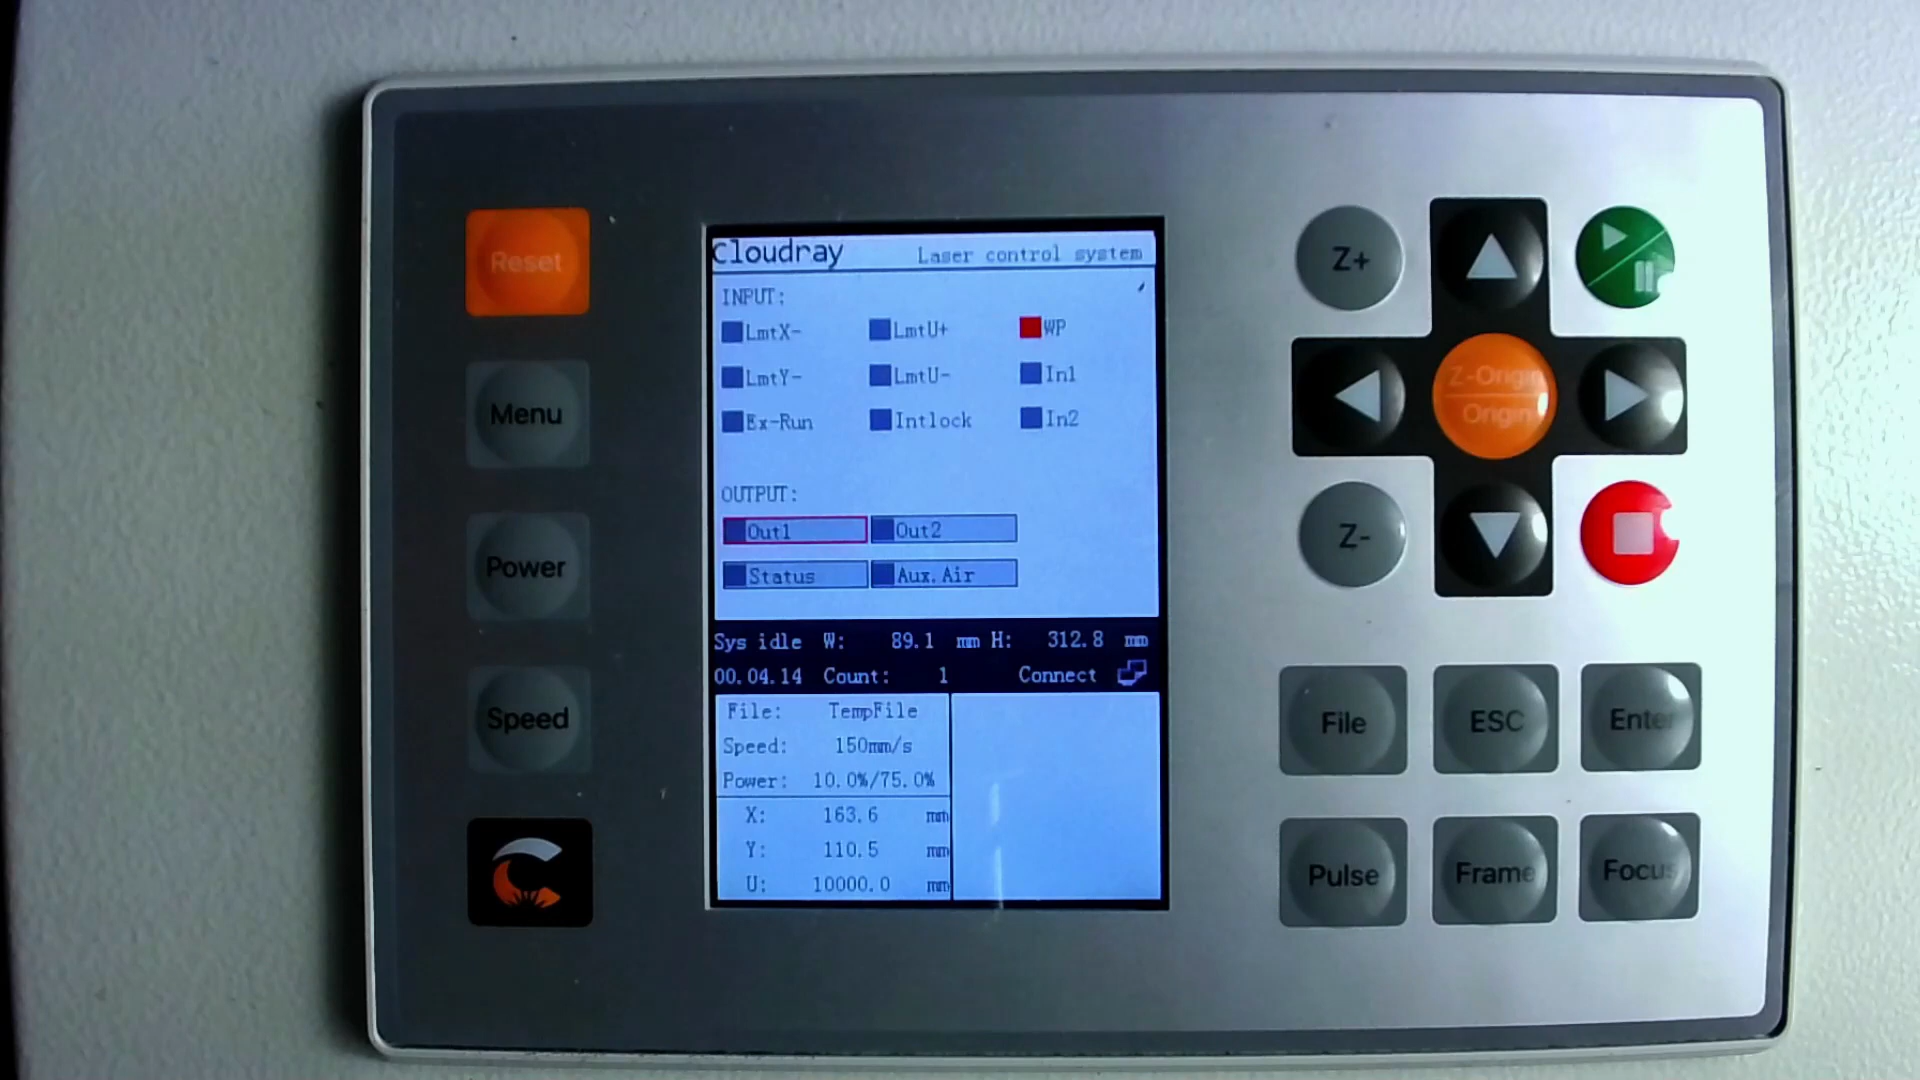 Reset
Menu
Power
Speed
Cloudray Laser control system
INPUT:
LmtX- LmtU+ WP
LmtY- LmtU- In1
Ex-Run Intlock In2
OUTPUT:
Out1 Out2
Status Aux.Air
Sys idle W: 89.1 mm H: 312.8 mm
00.04.14 Count: 1 Connect
File: TempFile
Speed: 150mm/s
Power: 10.0%/75.0%
X: 163.6 mm
Y: 110.5 mm
U: 10000.0 mm
Z+
Z-Origin
Origin
Z-
File ESC Enter
Pulse Frame Focus